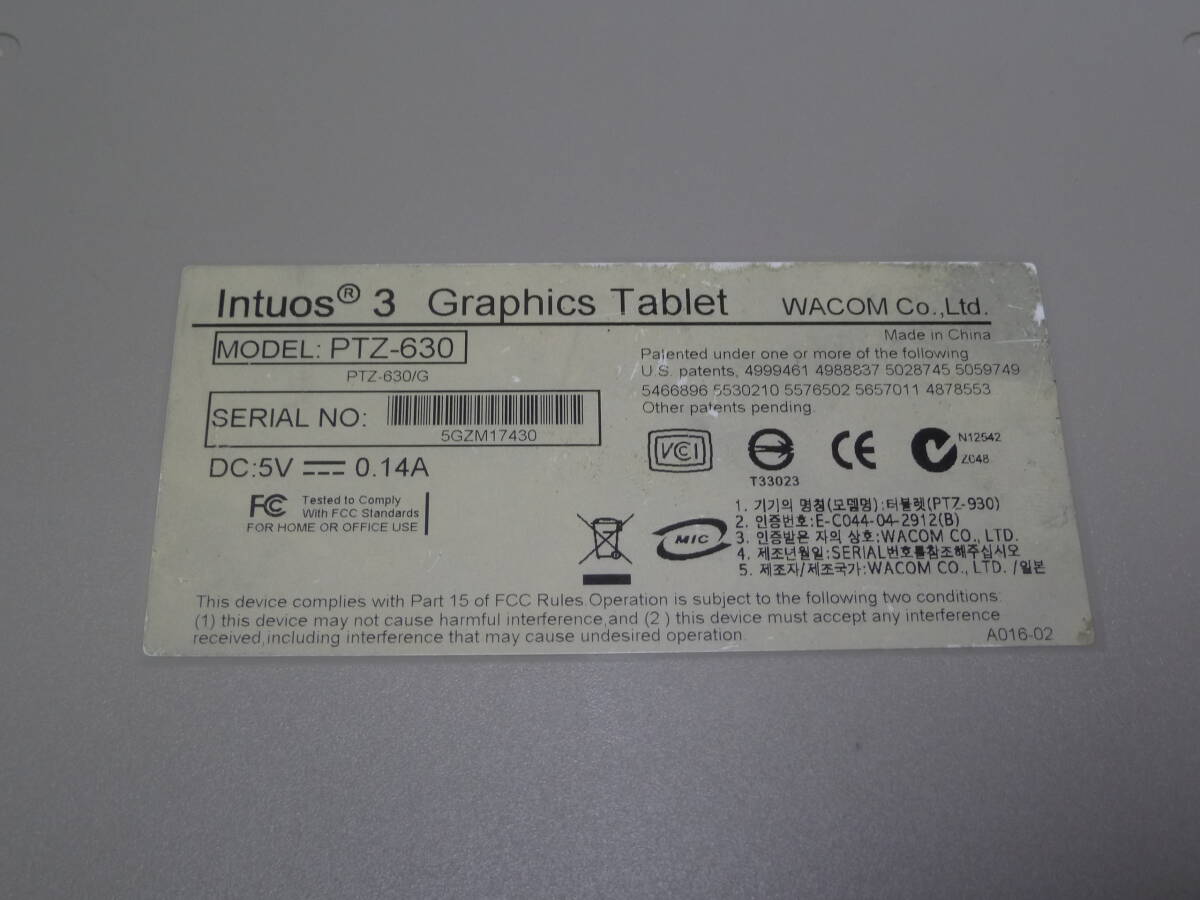 Intuos® 3 Graphics Tablet WACOM Co.,Ltd.
Made in China
MODEL: PTZ-630
PTZ-630/G
Patented under one or more of the following
U.S. patents, 4999461 4988837 5028745 5059749
5466896 5530210 5576502 5657011 4878553
Other patents pending.
SERIAL NO:
5GZM17430
DC:5V 0.14A
FC Tested to Comply
With FCC Standards
FOR HOME OR OFFICE USE
VCI
T33023
CE
N12542
Z048
MIC
1. 기기의 명칭(모델명):터블렛(PTZ-930)
2. 인증번호:E-C044-04-2912(B)
3. 인증받은 자의 상호:WACOM CO., LTD.
4. 제조년월일:SERIAL번호를참조해주십시오
5. 제조자/제조국가:WACOM CO., LTD. /일본
This device complies with Part 15 of FCC Rules.Operation is subject to the following two conditions:
(1) this device may not cause harmful interference,and (2 ) this device must accept any interference
received,including interference that may cause undesired operation.
A016-02